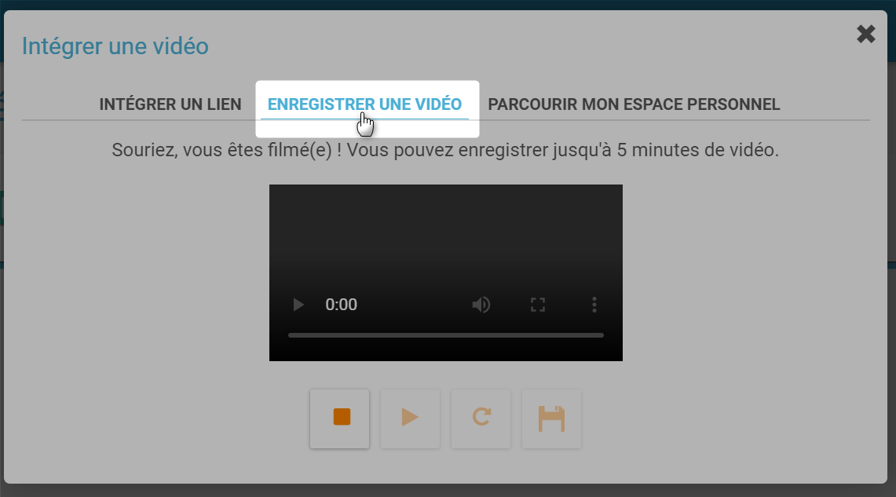 Intégrer une vidéo
INTÉGRER UN LIEN ENREGISTRER UNE VIDÉO PARCOURIR MON ESPACE PERSONNEL
Souriez, vous êtes filmé(e) ! Vous pouvez enregistrer jusqu'à 5 minutes de vidéo.
0:00